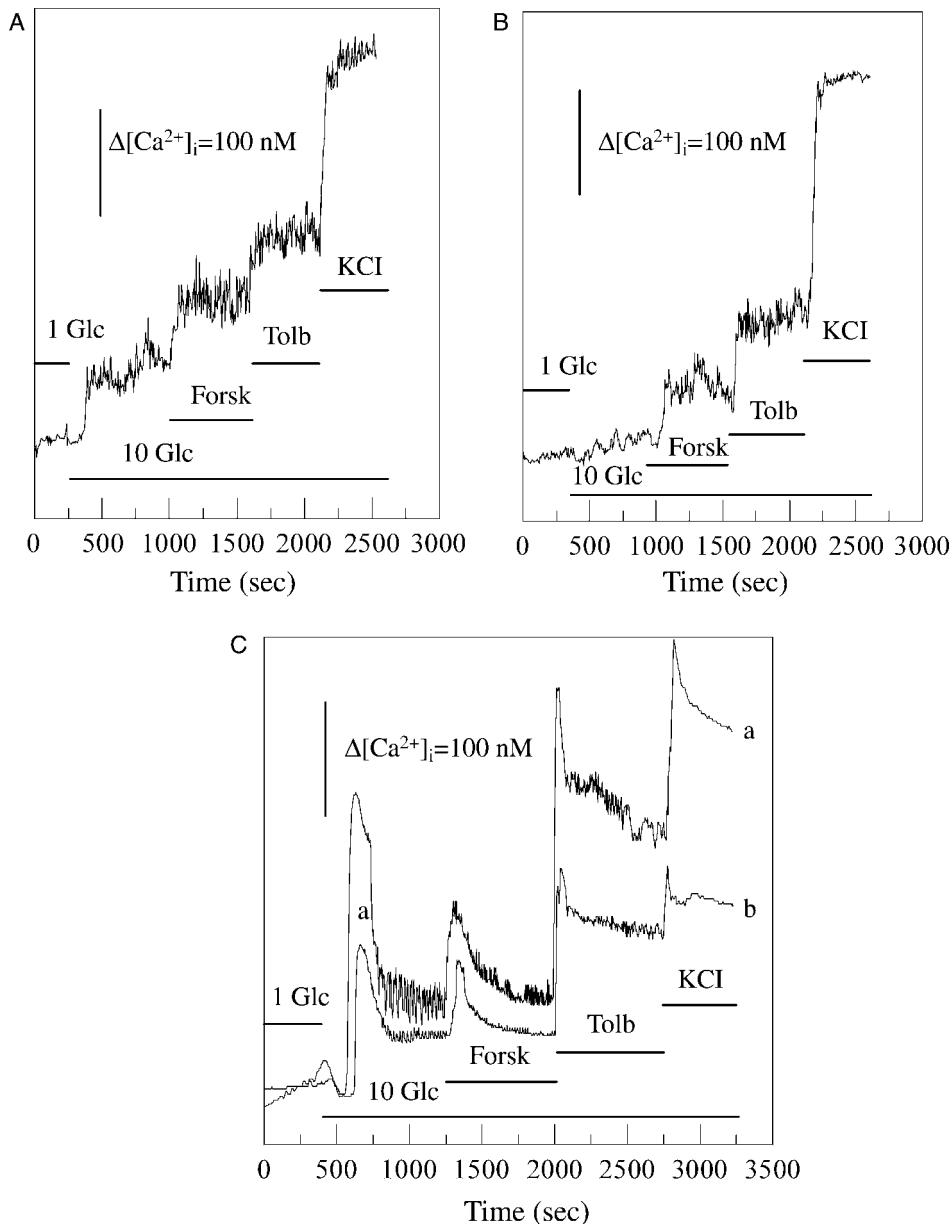 A
Δ[Ca²⁺]ᵢ=100 nM
KCl
1 Glc
Tolb
Forsk
10 Glc
0 500 1000 1500 2000 2500 3000
Time (sec)
B
Δ[Ca²⁺]ᵢ=100 nM
KCl
1 Glc
Tolb
Forsk
10 Glc
0 500 1000 1500 2000 2500 3000
Time (sec)
C
Δ[Ca²⁺]ᵢ=100 nM
a
a
b
KCl
1 Glc
Tolb
Forsk
10 Glc
0 500 1000 1500 2000 2500 3000 3500
Time (sec)